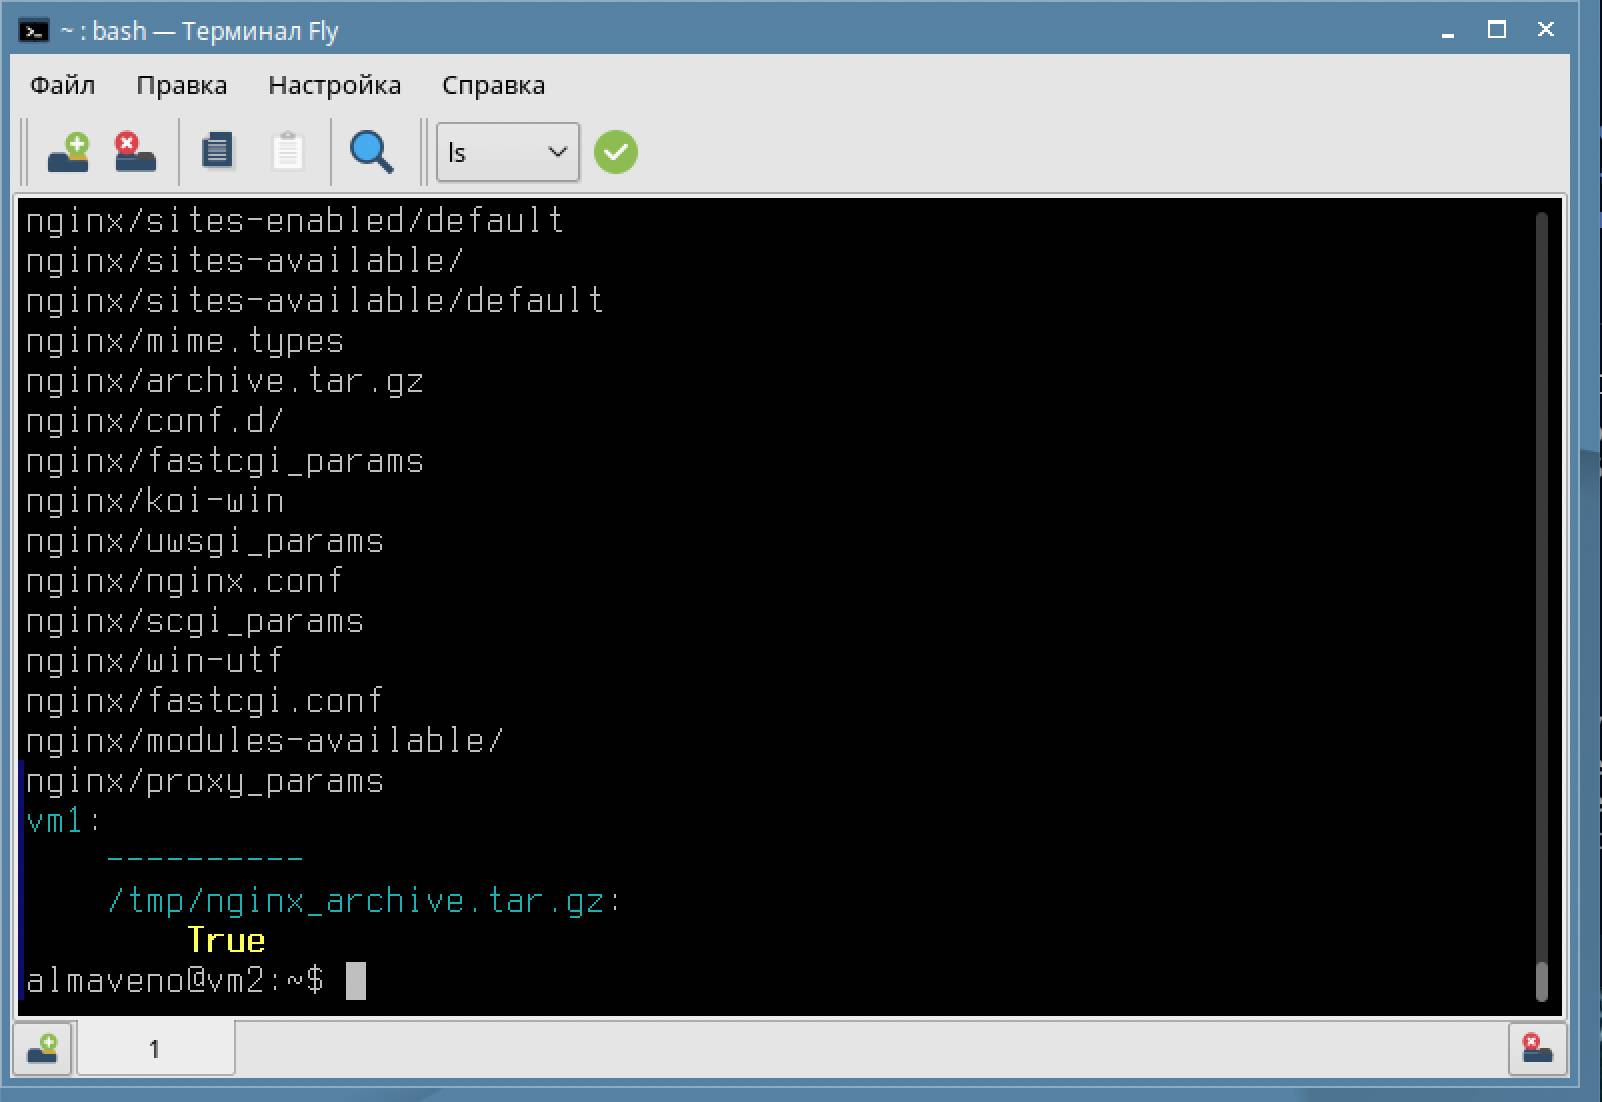 ~ : bash — Терминал Fly
Файл Правка Настройка Справка
ls
nginx/sites-enabled/default
nginx/sites-available/
nginx/sites-available/default
nginx/mime.types
nginx/archive.tar.gz
nginx/conf.d/
nginx/fastcgi_params
nginx/koi-win
nginx/uwsgi_params
nginx/nginx.conf
nginx/scgi_params
nginx/win-utf
nginx/fastcgi.conf
nginx/modules-available/
nginx/proxy_params
vm1:
----------
/tmp/nginx_archive.tar.gz:
True
almaveno@vm2:~$
1